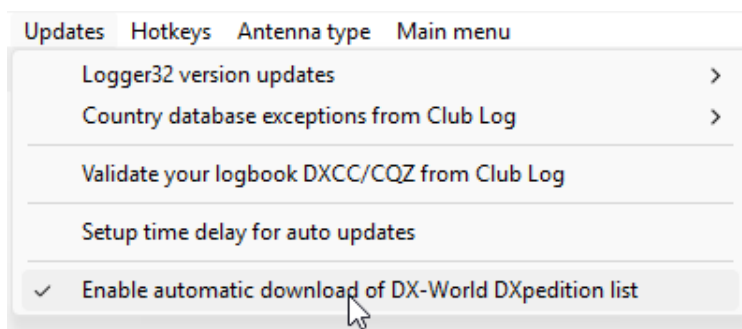 Updates Hotkeys Antenna type Main menu
Logger32 version updates
Country database exceptions from Club Log
Validate your logbook DXCC/CQZ from Club Log
Setup time delay for auto updates
Enable automatic download of DX-World DXpedition list